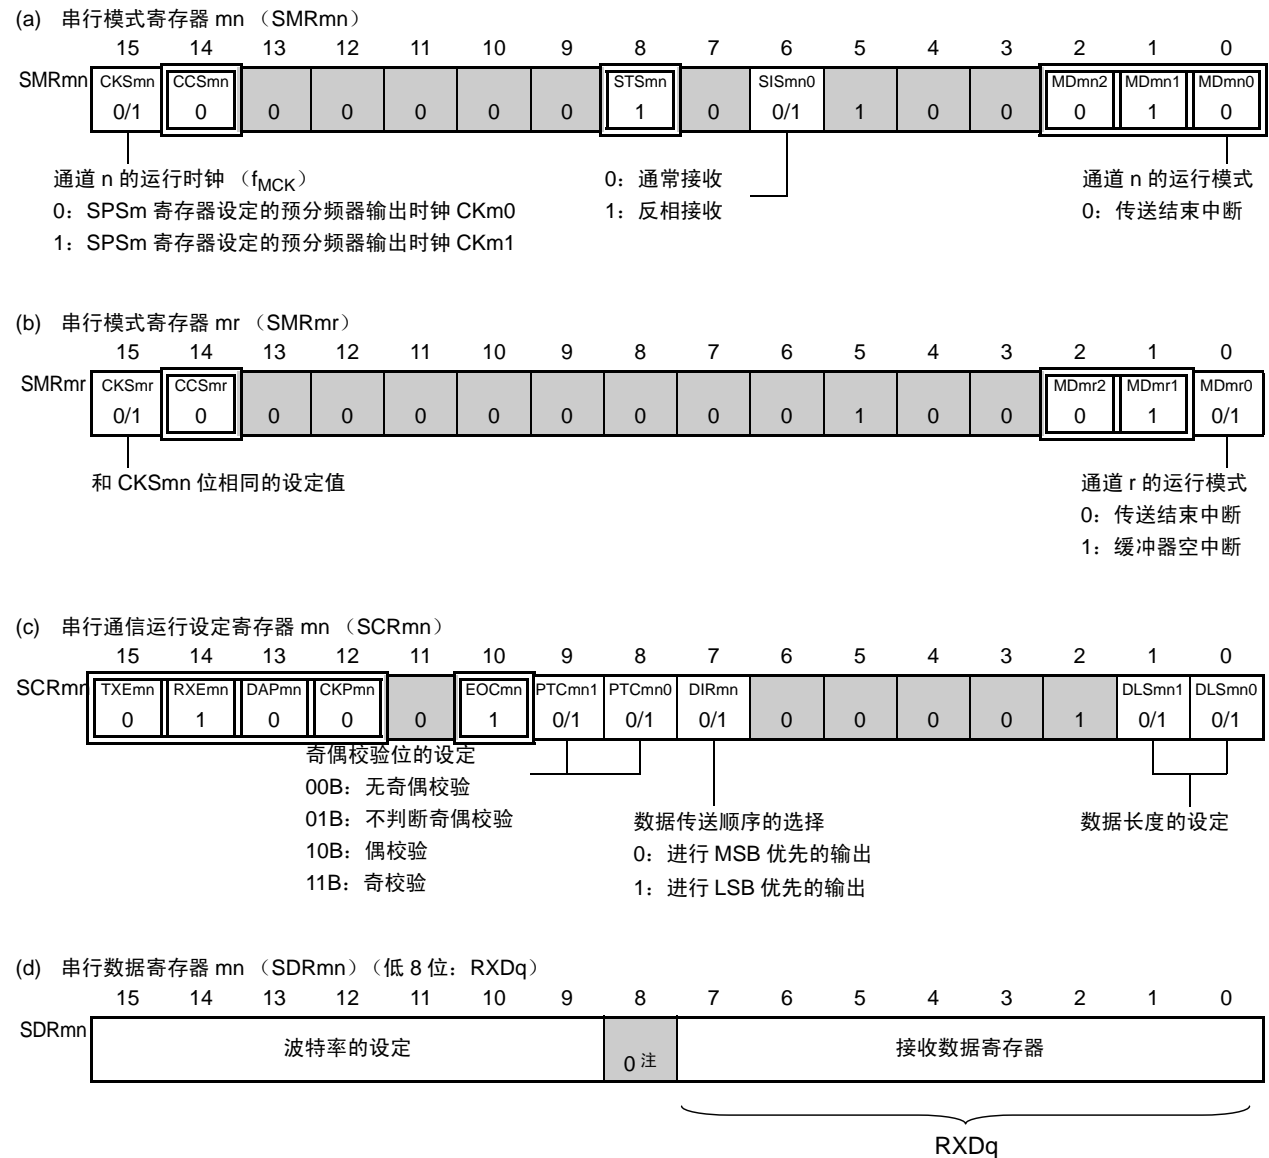 (a) 串行模式寄存器 mn （SMRmn）
15 14 13 12 11 10 9 8 7 6 5 4 3 2 1 0
SMRmn CKSmn CCSmn STSmn SISmn0 MDmn2 MDmn1 MDmn0
0/1 0 0 0 0 0 0 1 0 0/1 1 0 0 0 1 0
通道 n 的运行时钟 （fMCK） 0：通常接收 通道 n 的运行模式
0：SPSm 寄存器设定的预分频器输出时钟 CKm0 1：反相接收 0：传送结束中断
1：SPSm 寄存器设定的预分频器输出时钟 CKm1
(b) 串行模式寄存器 mr （SMRmr）
15 14 13 12 11 10 9 8 7 6 5 4 3 2 1 0
SMRmr CKSmr CCSmr MDmr2 MDmr1 MDmr0
0/1 0 0 0 0 0 0 0 0 0 1 0 0 0 1 0/1
和 CKSmn 位相同的设定值 通道 r 的运行模式
0：传送结束中断
1：缓冲器空中断
(c) 串行通信运行设定寄存器 mn （SCRmn）
15 14 13 12 11 10 9 8 7 6 5 4 3 2 1 0
SCRmn TXEmn RXEmn DAPmn CKPmn EOCmn PTCmn1 PTCmn0 DIRmn DLSmn1 DLSmn0
0 1 0 0 0 1 0/1 0/1 0/1 0 0 0 0 1 0/1 0/1
奇偶校验位的设定
00B：无奇偶校验
01B：不判断奇偶校验 数据传送顺序的选择 数据长度的设定
10B：偶校验 0：进行 MSB 优先的输出
11B：奇校验 1：进行 LSB 优先的输出
(d) 串行数据寄存器 mn （SDRmn）（低 8 位：RXDq）
15 14 13 12 11 10 9 8 7 6 5 4 3 2 1 0
SDRmn 波特率的设定 0 注 接收数据寄存器
RXDq